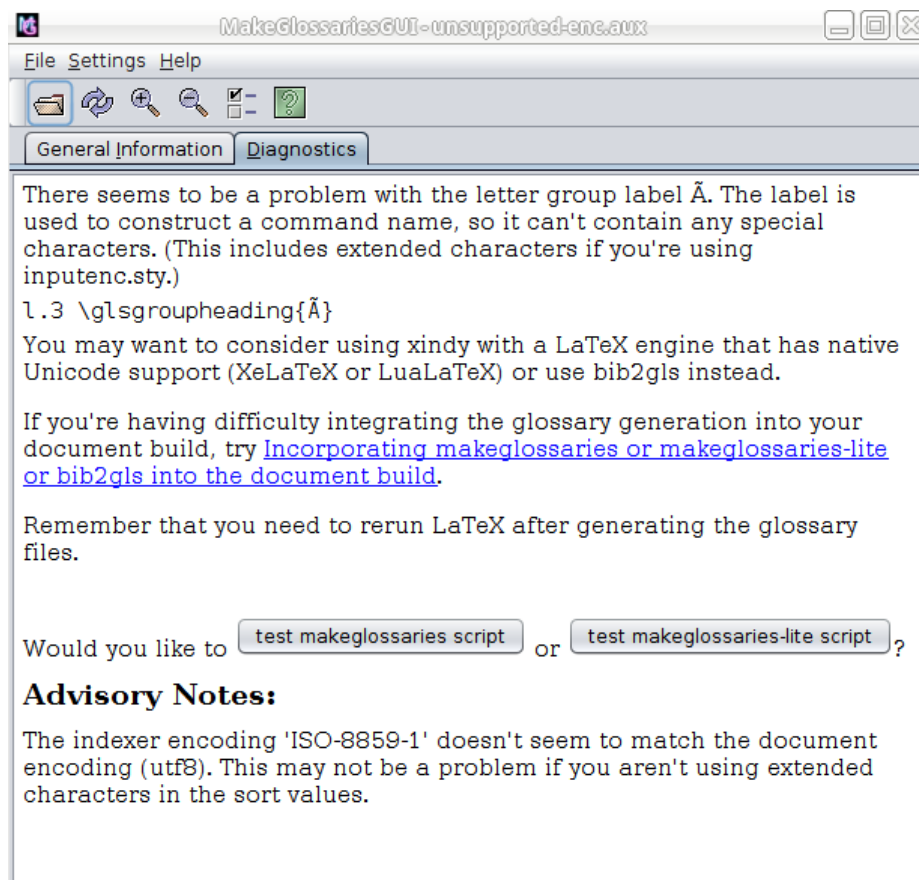 MakeGlossariesGUI - unsupported-enc.aux
File Settings Help
General Information Diagnostics
There seems to be a problem with the letter group label Ã. The label is
used to construct a command name, so it can't contain any special
characters. (This includes extended characters if you're using
inputenc.sty.)
l.3 \glsgroupheading{Ã}
You may want to consider using xindy with a LaTeX engine that has native
Unicode support (XeLaTeX or LuaLaTeX) or use bib2gls instead.
If you're having difficulty integrating the glossary generation into your
document build, try Incorporating makeglossaries or makeglossaries-lite
or bib2gls into the document build.
Remember that you need to rerun LaTeX after generating the glossary
files.
Would you like to test makeglossaries script or test makeglossaries-lite script ?
Advisory Notes:
The indexer encoding 'ISO-8859-1' doesn't seem to match the document
encoding (utf8). This may not be a problem if you aren't using extended
characters in the sort values.